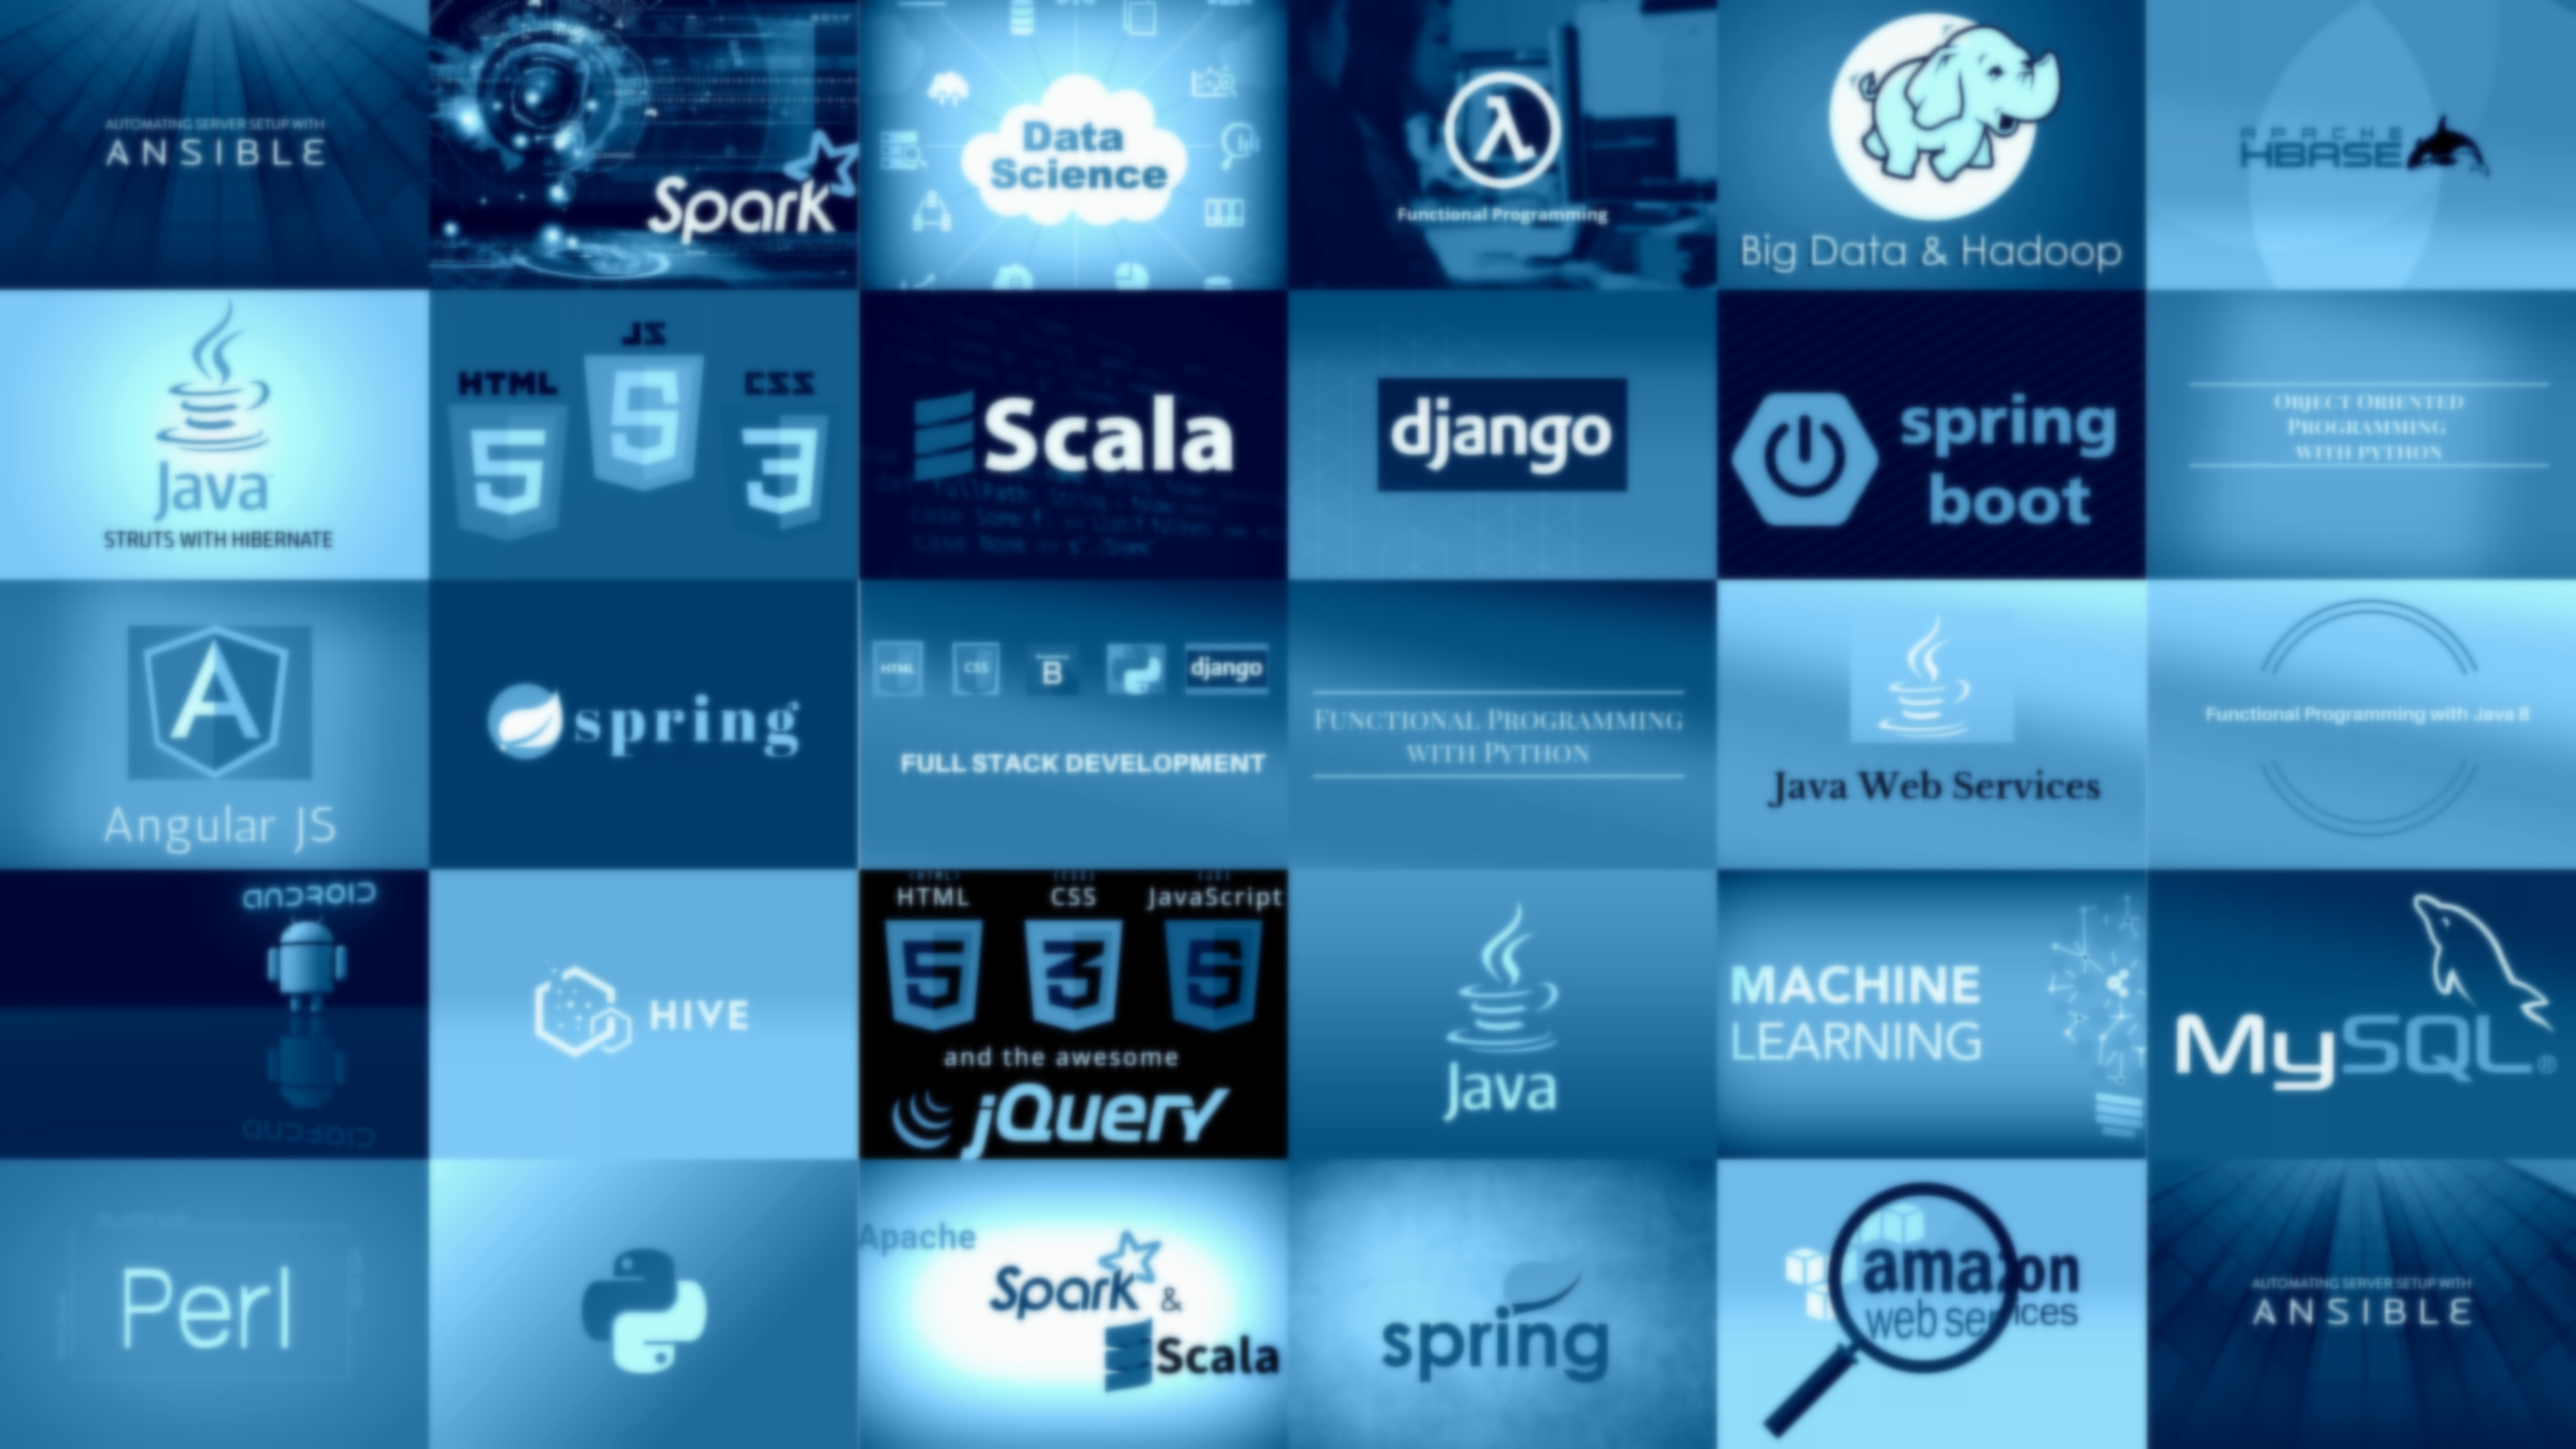 AUTOMATING SERVER SETUP WITH
ANSIBLE
Spark
Data
Science
λ
Functional Programming
Big Data & Hadoop
APACHE
HBASE
Java
STRUTS WITH HIBERNATE
JS
HTML
CSS
5
5
3
Scala
django
spring
boot
OBJECT ORIENTED
PROGRAMMING
WITH PYTHON
A
Angular JS
spring
HTML
CSS
B
django
FULL STACK DEVELOPMENT
FUNCTIONAL PROGRAMMING
WITH PYTHON
Java Web Services
Functional Programming with Java 8
ANDROID
HIVE
HTML
CSS
JavaScript
5
3
5
and the awesome
jQuery
Java
MACHINE
LEARNING
MySQL®
Perl
Apache
Spark &
Scala
spring
amazon
web services
AUTOMATING SERVER SETUP WITH
ANSIBLE